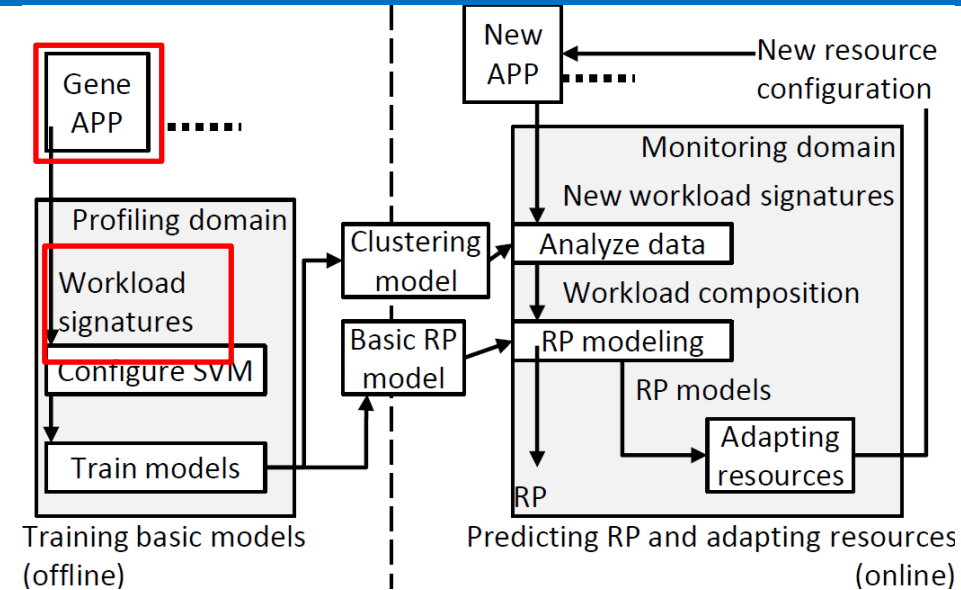 Gene
APP
Profiling domain
Workload
signatures
Configure SVM
Train models
Training basic models
(offline)
Clustering
model
Basic RP
model
New
APP
New resource
configuration
Monitoring domain
New workload signatures
Analyze data
Workload composition
RP modeling
RP models
Adapting
resources
RP
Predicting RP and adapting resources
(online)